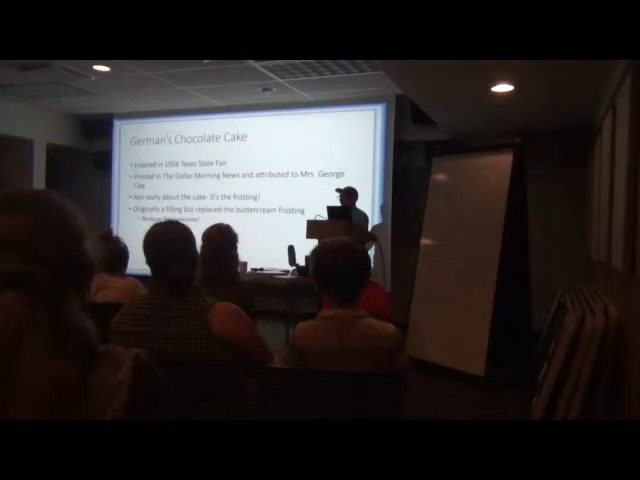 German's Chocolate Cake
• Entered in 1956 Texas State Fair
• Printed in The Dallas Morning News and attributed to Mrs. George
Clay
• Not really about the cake- it's the frosting!
• Originally a filling but replaced the buttercream frosting
• Because